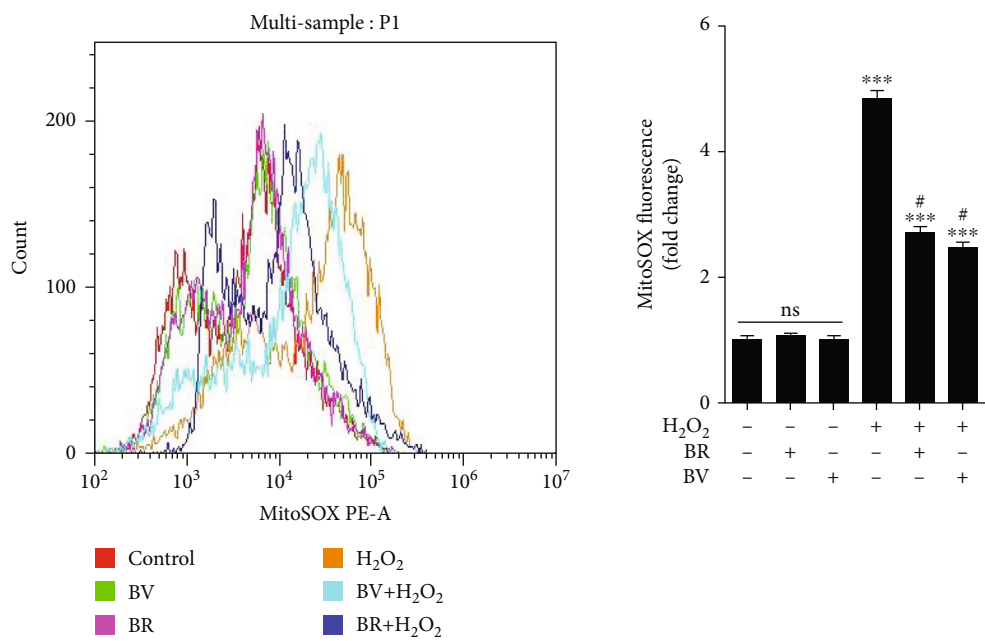 Multi-sample : P1
Count
200
100
0
10²
10³
10⁴
10⁵
10⁶
10⁷
MitoSOX PE-A
Control
BV
BR
H₂O₂
BV+H₂O₂
BR+H₂O₂
MitoSOX fluorescence
(fold change)
6
4
2
0
ns
***
#
***
#
***
H₂O₂ – – – + + +
BR – + – – + –
BV – – + – – +